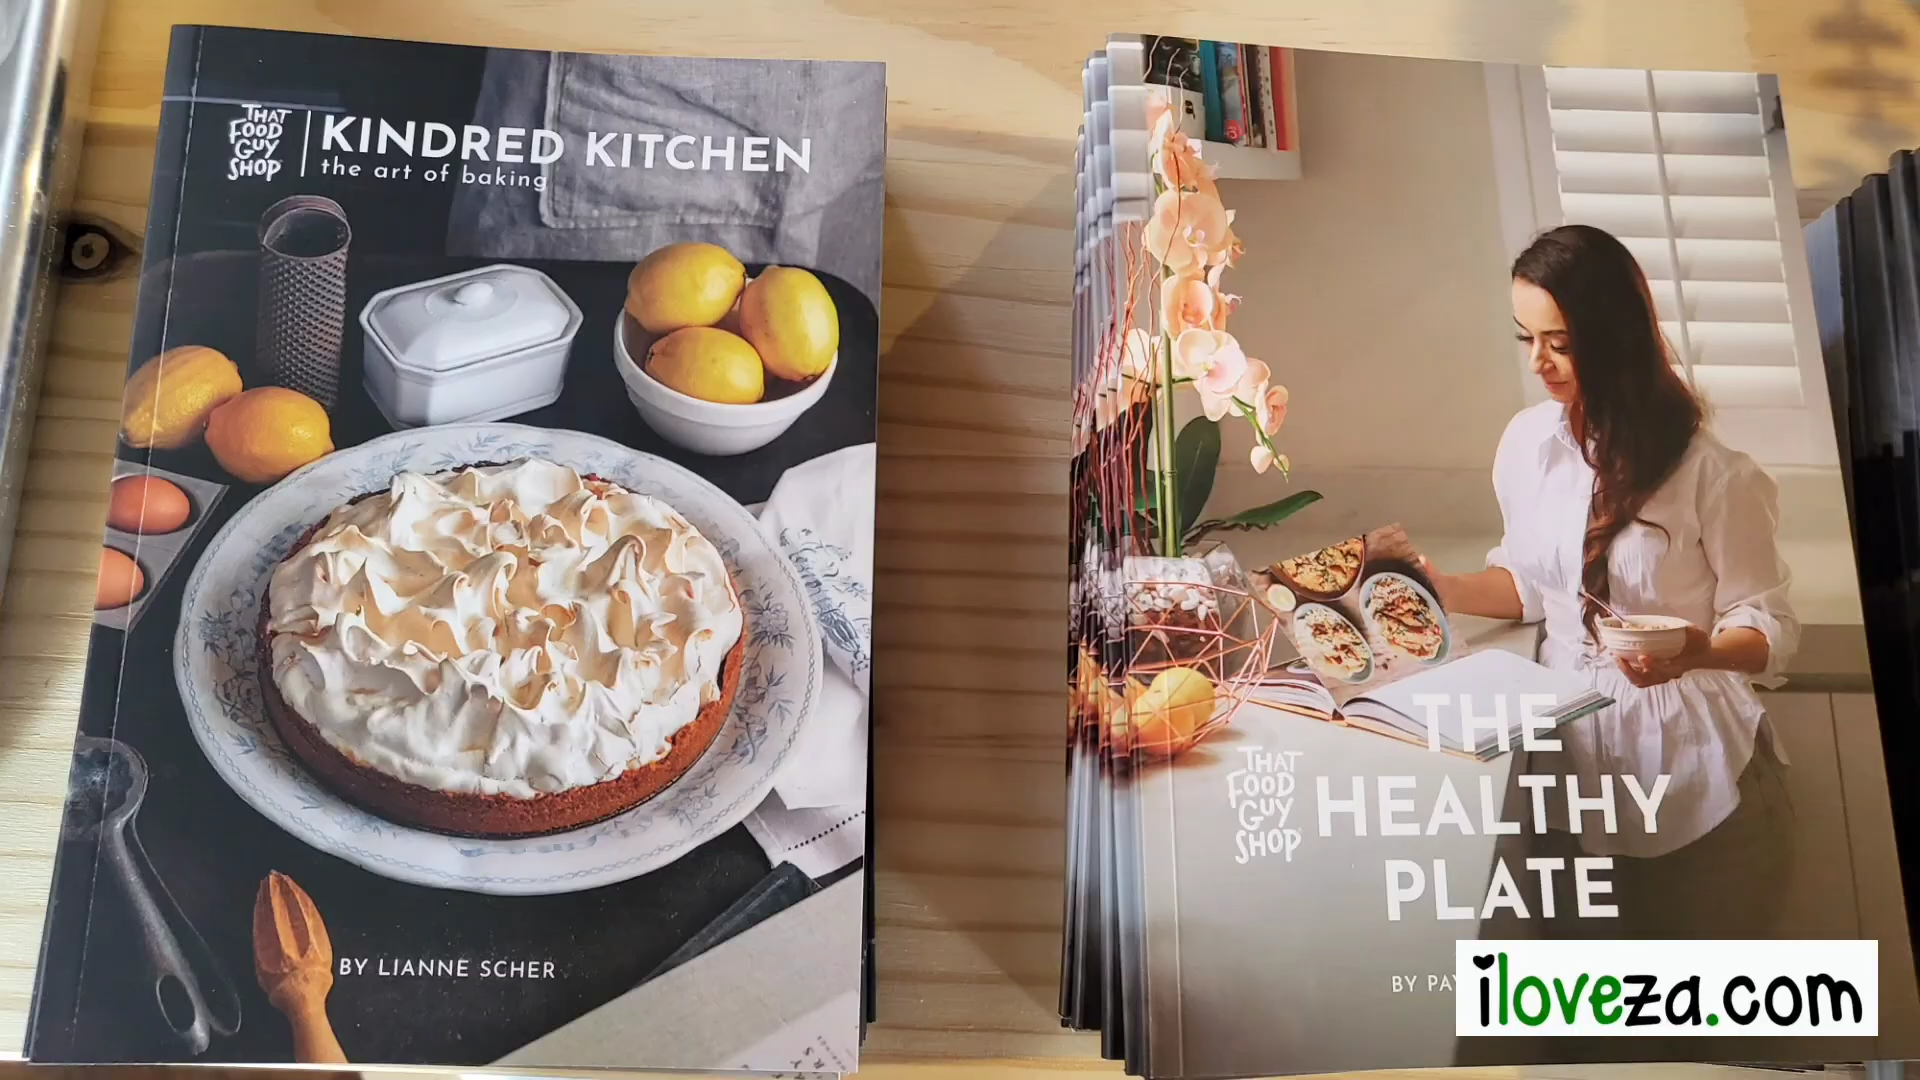 THAT
FOOD
GUY
SHOP
KINDRED KITCHEN
the art of baking
BY LIANNE SCHER
THAT
FOOD
GUY
SHOP
THE
HEALTHY
PLATE
BY
iloveza.com